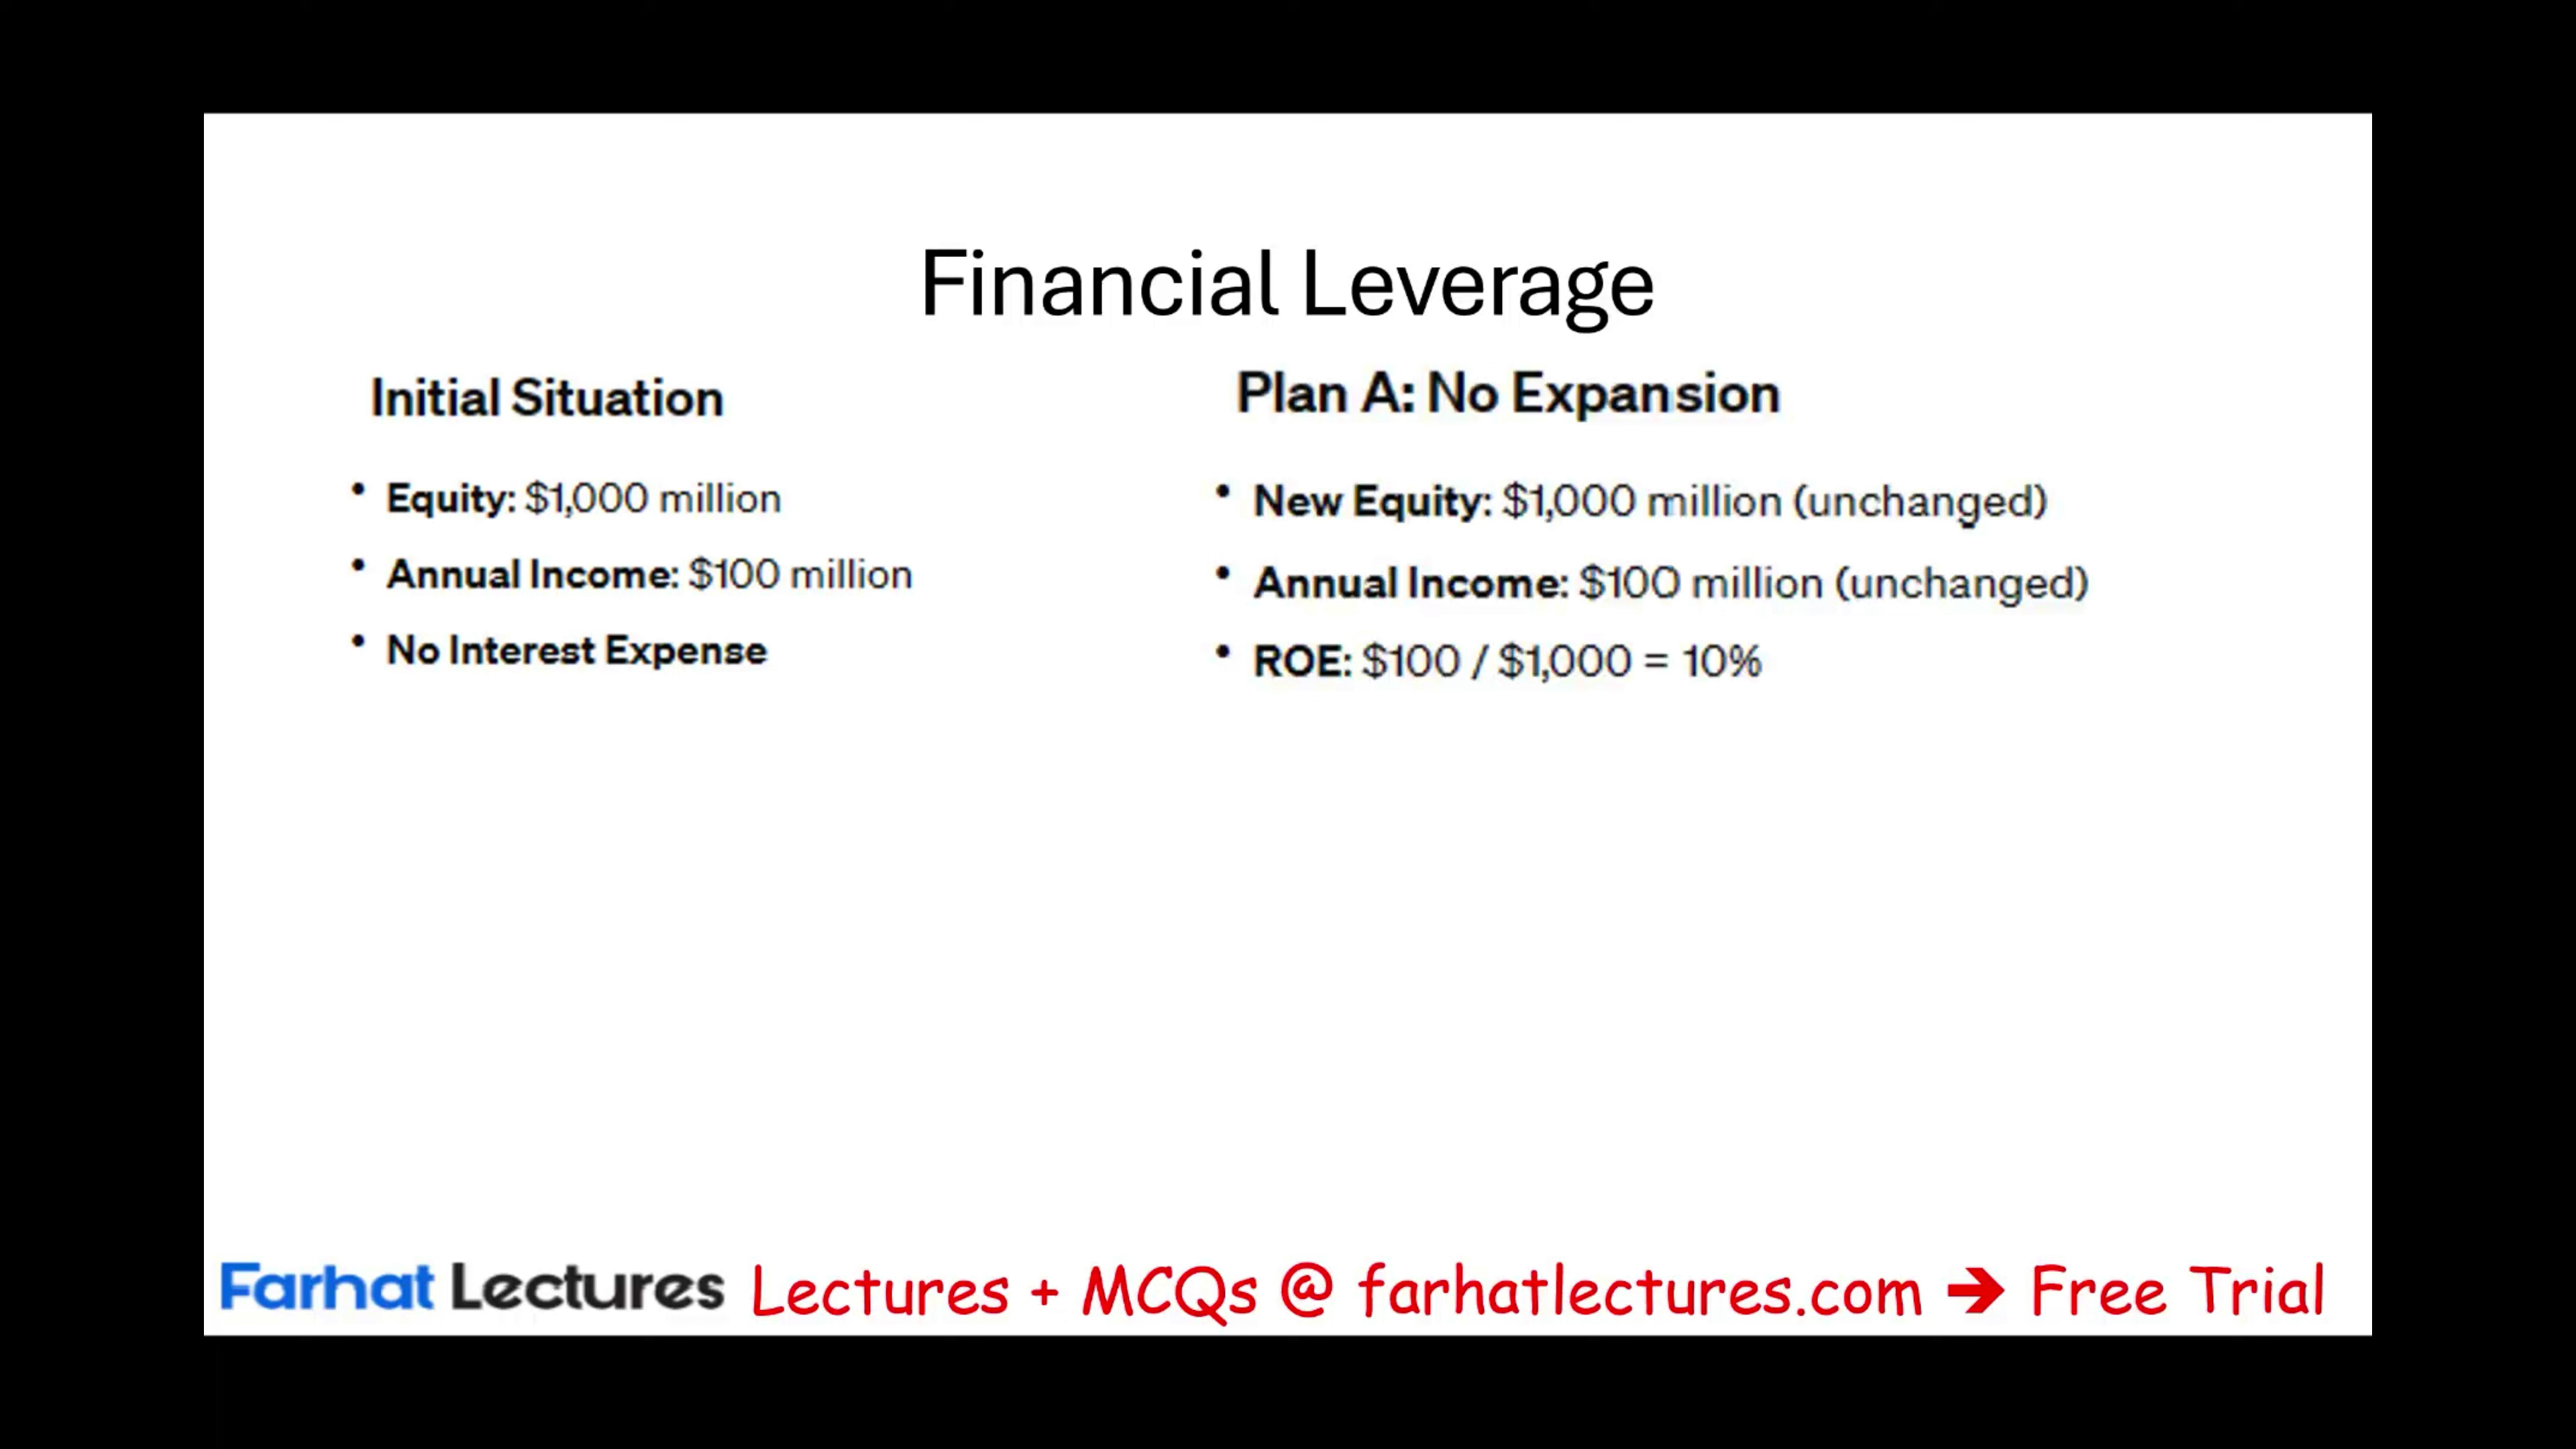 Financial Leverage
Initial Situation
• Equity: $1,000 million
• Annual Income: $100 million
• No Interest Expense
Plan A: No Expansion
• New Equity: $1,000 million (unchanged)
• Annual Income: $100 million (unchanged)
• ROE: $100 / $1,000 = 10%
Farhat Lectures Lectures + MCQs @ farhatlectures.com ➔ Free Trial